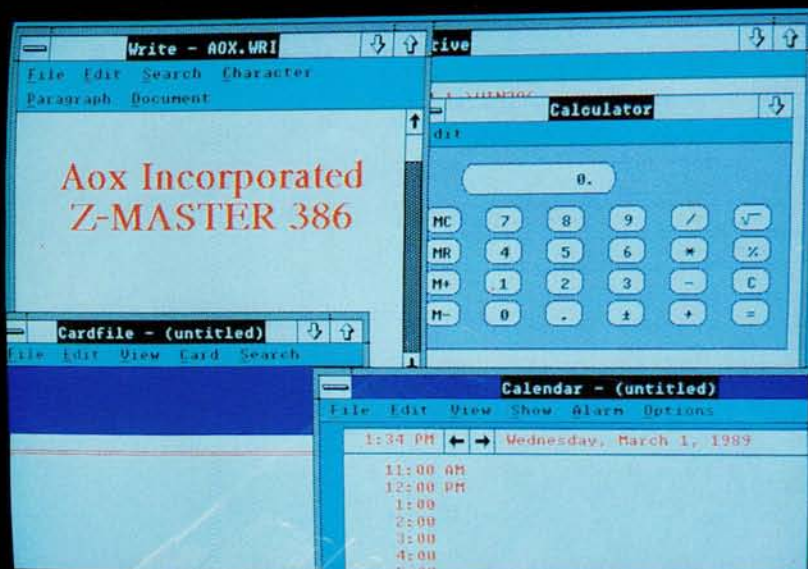 Write - AOX.WRI
File Edit Search Character
Paragraph Document
Aox Incorporated
Z-MASTER 386
tive
Calculator
dit
0.
MC 7 8 9 / √
MR 4 5 6 * %
M+ 1 2 3 - C
M- 0 . ± + =
Cardfile - (untitled)
File Edit View Card Search
Calendar - (untitled)
File Edit View Show Alarm Options
1:34 PM ← → Wednesday, March 1, 1989
11:00 AM
12:00 PM
1:00
2:00
3:00
4:00